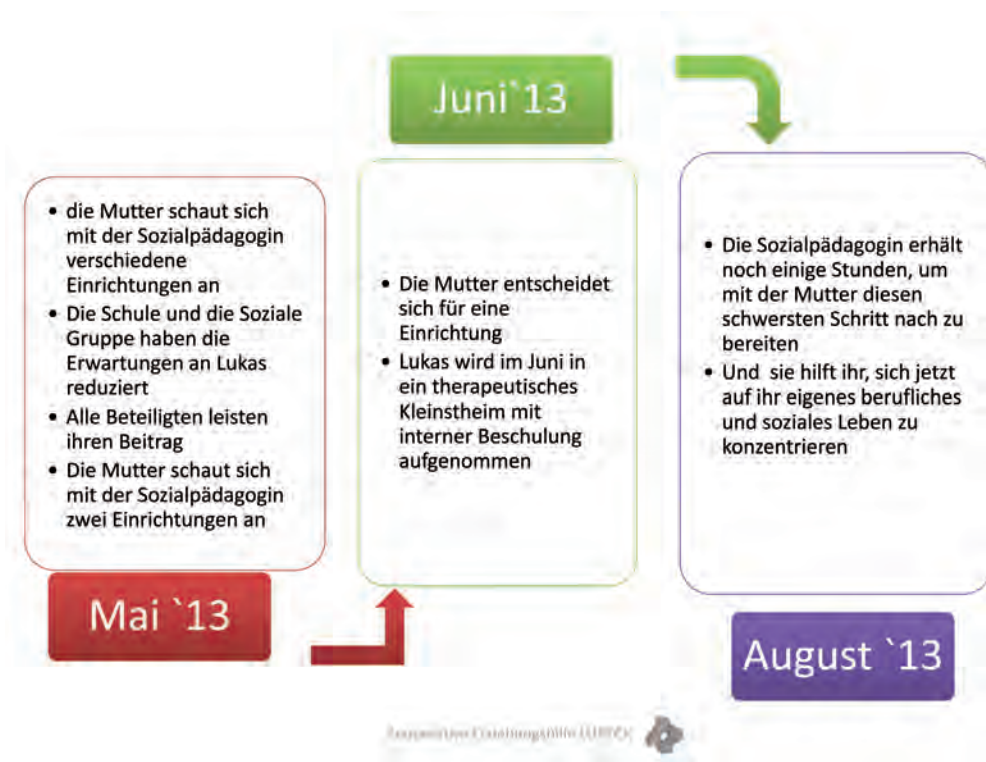 Juni`13
• die Mutter schaut sich
mit der Sozialpädagogin
verschiedene
Einrichtungen an
• Die Schule und die Soziale
Gruppe haben die
Erwartungen an Lukas
reduziert
• Alle Beteiligten leisten
ihren Beitrag
• Die Mutter schaut sich
mit der Sozialpädagogin
zwei Einrichtungen an
Mai `13
• Die Mutter entscheidet
sich für eine
Einrichtung
• Lukas wird im Juni in
ein therapeutisches
Kleinstheim mit
interner Beschulung
aufgenommen
• Die Sozialpädagogin erhält
noch einige Stunden, um
mit der Mutter diesen
schwersten Schritt nach zu
bereiten
• Und  sie hilft ihr, sich jetzt
auf ihr eigenes berufliches
und soziales Leben zu
konzentrieren
August `13